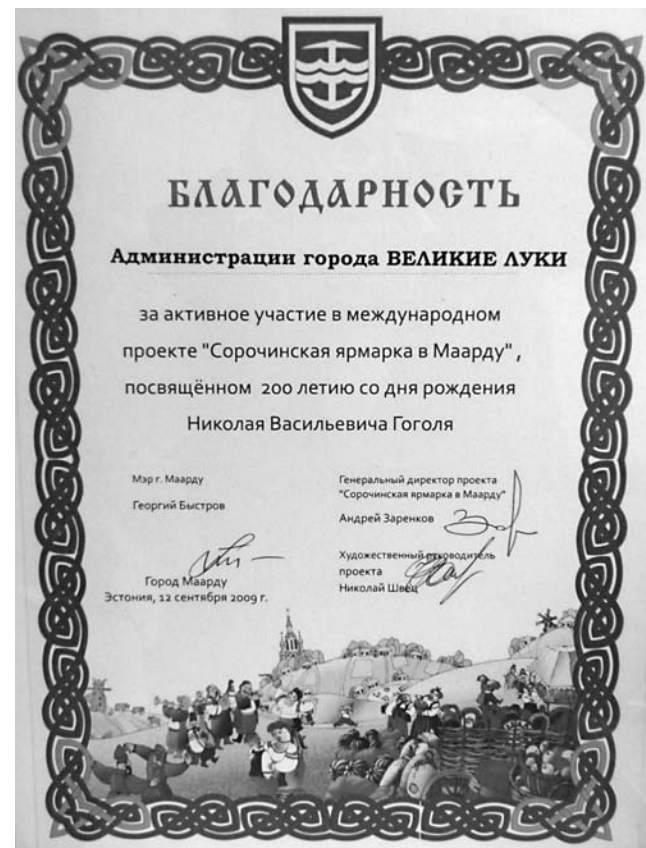 БЛАГОДАРНОСТЬ
Администрации города ВЕЛИКИЕ ЛУКИ
за активное участие в международном
проекте "Сорочинская ярмарка в Маарду" ,
посвящённом 200 летию со дня рождения
Николая Васильевича Гоголя
Мэр г. Маарду
Георгий Быстров
Город Маарду
Эстония, 12 сентября 2009 г.
Генеральный директор проекта
"Сорочинская ярмарка в Маарду"
Андрей Заренков
Художественный руководитель
проекта
Николай Швец